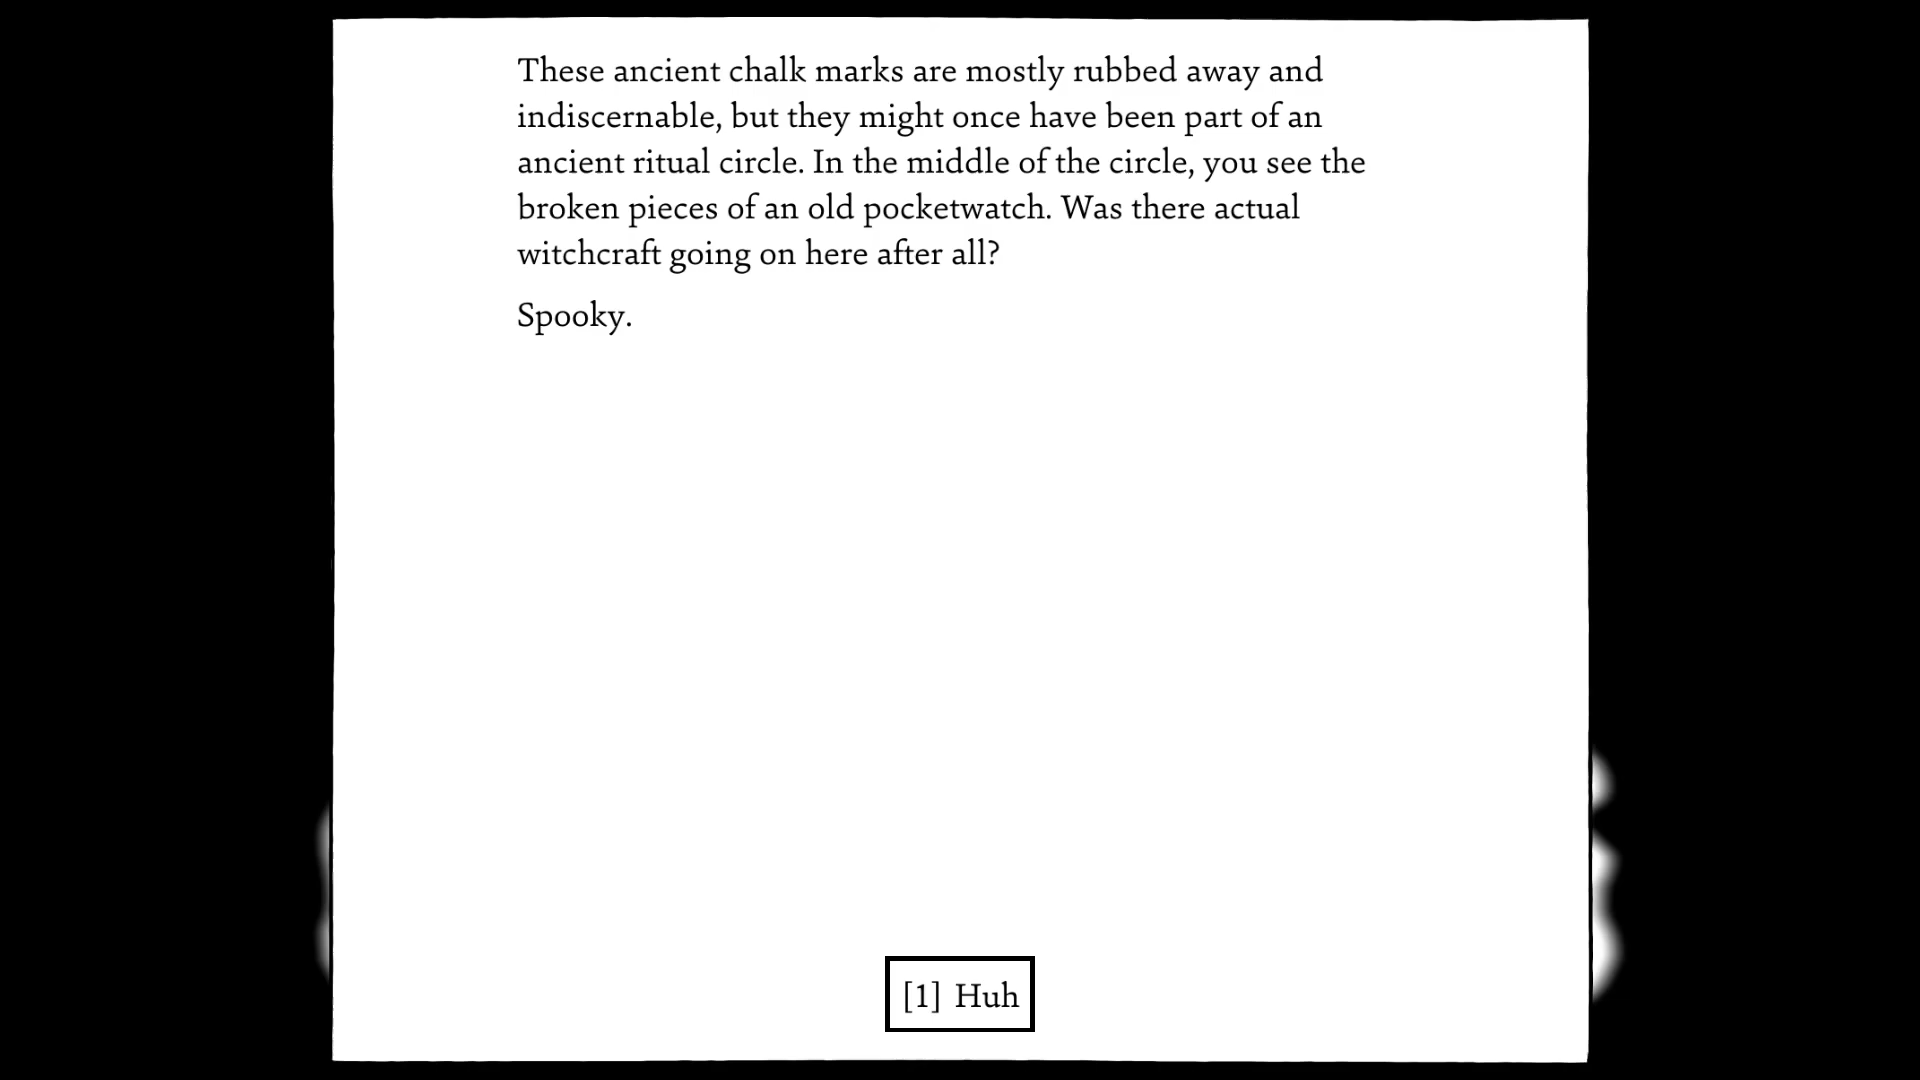 These ancient chalk marks are mostly rubbed away and
indiscernable, but they might once have been part of an
ancient ritual circle. In the middle of the circle, you see the
broken pieces of an old pocketwatch. Was there actual
witchcraft going on here after all?
Spooky.
[1] Huh